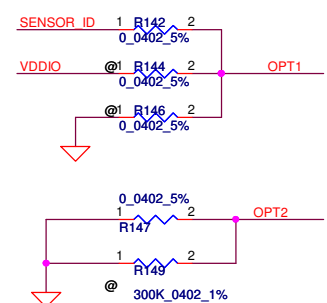 SENSOR_ID 1 R142 2
0_0402_5%
VDDIO @1 R144 2 OPT1
0_0402_5%
@1 R146 2
0_0402_5%
0_0402_5%
1 2 OPT2
R147
1 2
R149
@ 300K_0402_1%